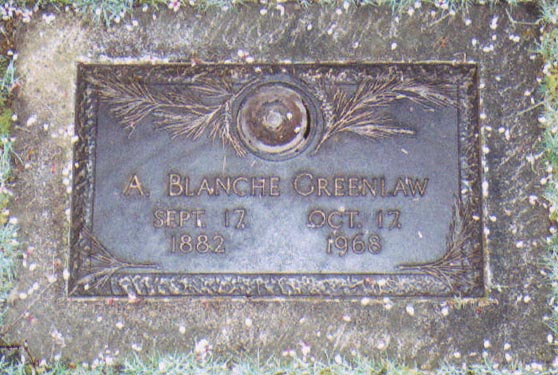 A. BLANCHE GREENLAW
SEPT. 17, OCT. 17,
1882 1968